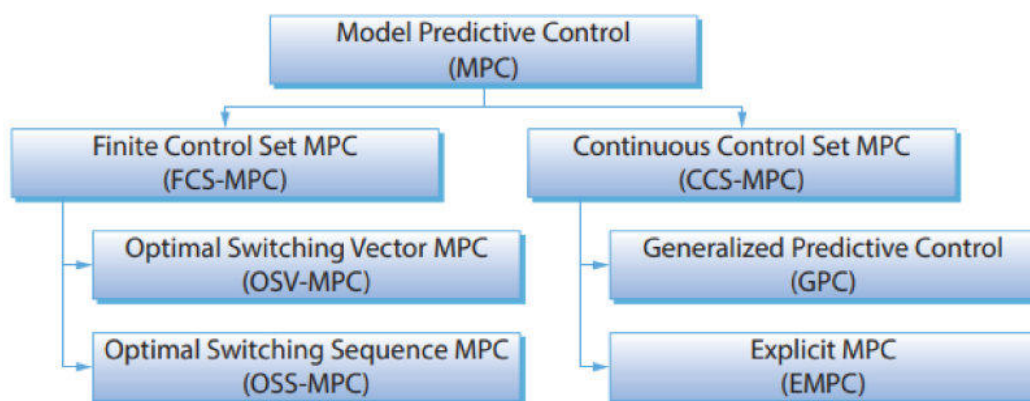 Model Predictive Control
(MPC)
Finite Control Set MPC
(FCS-MPC)
Continuous Control Set MPC
(CCS-MPC)
Optimal Switching Vector MPC
(OSV-MPC)
Generalized Predictive Control
(GPC)
Optimal Switching Sequence MPC
(OSS-MPC)
Explicit MPC
(EMPC)